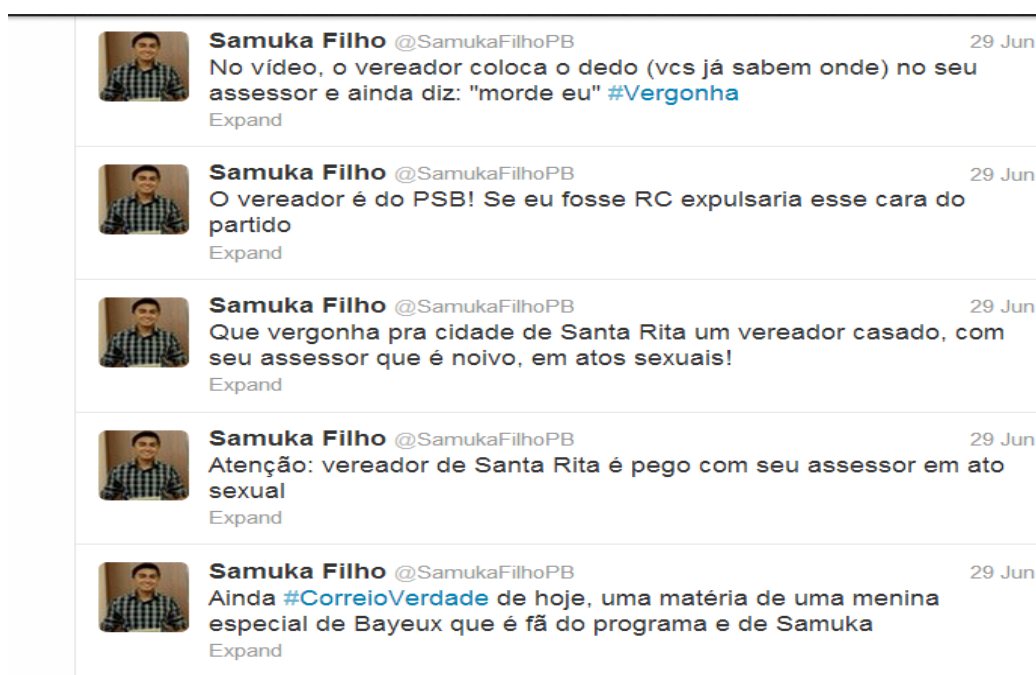 Samuka Filho @SamukaFilhoPB 29 Jun
No vídeo, o vereador coloca o dedo (vcs já sabem onde) no seu
assessor e ainda diz: "morde eu" #Vergonha
Expand
Samuka Filho @SamukaFilhoPB 29 Jun
O vereador é do PSB! Se eu fosse RC expulsaria esse cara do
partido
Expand
Samuka Filho @SamukaFilhoPB 29 Jun
Que vergonha pra cidade de Santa Rita um vereador casado, com
seu assessor que é noivo, em atos sexuais!
Expand
Samuka Filho @SamukaFilhoPB 29 Jun
Atenção: vereador de Santa Rita é pego com seu assessor em ato
sexual
Expand
Samuka Filho @SamukaFilhoPB 29 Jun
Ainda #CorreioVerdade de hoje, uma matéria de uma menina
especial de Bayeux que é fã do programa e de Samuka
Expand